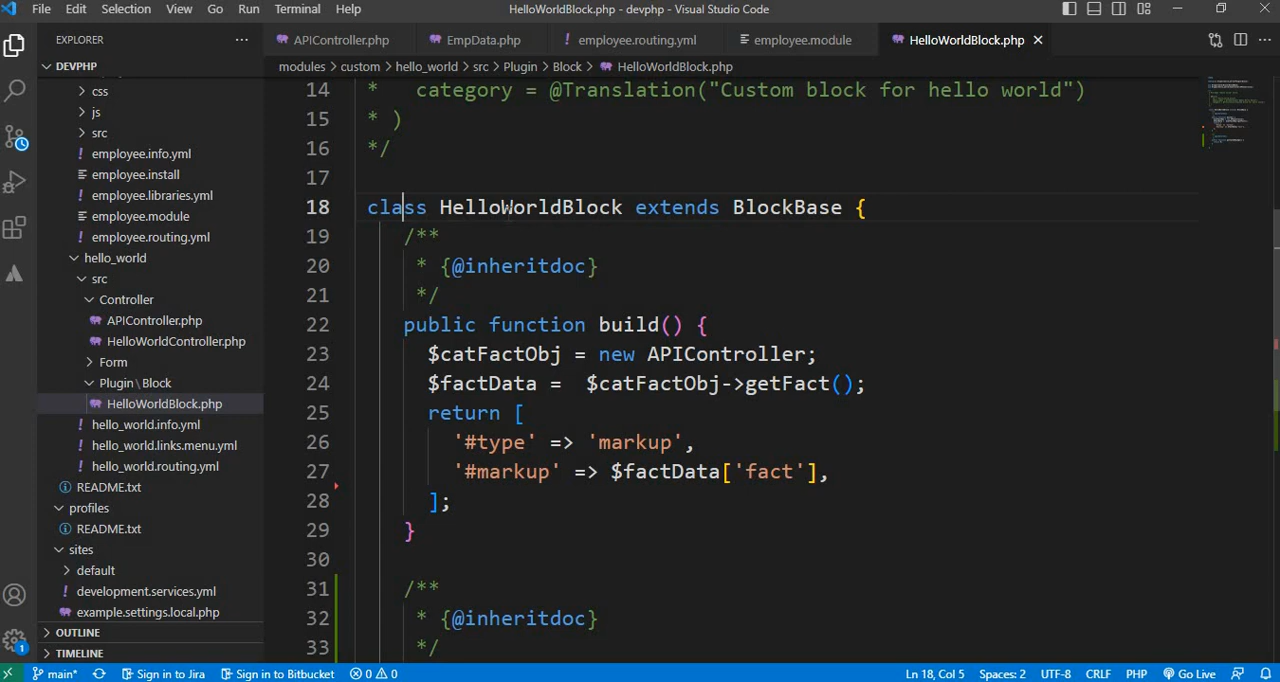 File Edit Selection View Go Run Terminal Help HelloWorldBlock.php - devphp - Visual Studio Code
EXPLORER
APIController.php EmpData.php employee.routing.yml employee.module HelloWorldBlock.php
DEVPHP
modules > custom > hello_world > src > Plugin > Block > HelloWorldBlock.php
css
js
src
employee.info.yml
employee.install
employee.libraries.yml
employee.module
employee.routing.yml
hello_world
src
Controller
APIController.php
HelloWorldController.php
Form
Plugin \ Block
HelloWorldBlock.php
hello_world.info.yml
hello_world.links.menu.yml
hello_world.routing.yml
README.txt
profiles
README.txt
sites
default
development.services.yml
example.settings.local.php
OUTLINE
TIMELINE
14 * category = @Translation("Custom block for hello world")
15 * )
16 */
17
18 class HelloWorldBlock extends BlockBase {
19 /**
20 * {@inheritdoc}
21 */
22 public function build() {
23 $catFactObj = new APIController;
24 $factData = $catFactObj->getFact();
25 return [
26 '#type' => 'markup',
27 '#markup' => $factData['fact'],
28 ];
29 }
30
31 /**
32 * {@inheritdoc}
33 */
1
main* Sign in to Jira Sign in to Bitbucket 0 0 Ln 18, Col 5 Spaces: 2 UTF-8 CRLF PHP Go Live